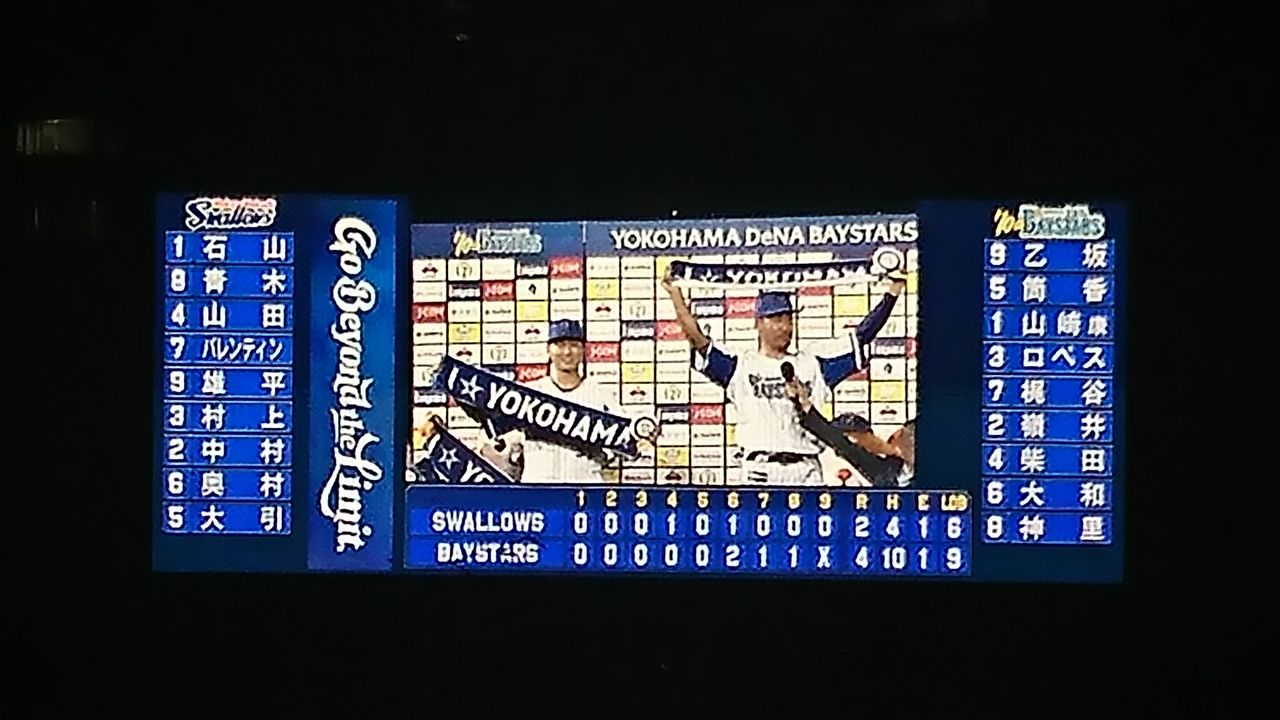 Swallows
1 石山
8 青木
4 山田
7 バレンティン
9 雄平
3 村上
2 中村
6 奥村
5 大引
Go Beyond the Limit
BAYSTARS
YOKOHAMA DeNA BAYSTARS
I☆YOKOHAMA
I☆YOKOHAMA
☆YO
1 2 3 4 5 6 7 8 9 R H E LOB
SWALLOWS 0 0 0 1 0 1 0 0 0 2 4 1 6
BAYSTARS 0 0 0 0 0 2 1 1 X 4 10 1 9
BAYSTARS
9 乙坂
5 筒香
1 山﨑康
3 ロペス
7 梶谷
2 嶺井
4 柴田
6 大和
8 神里